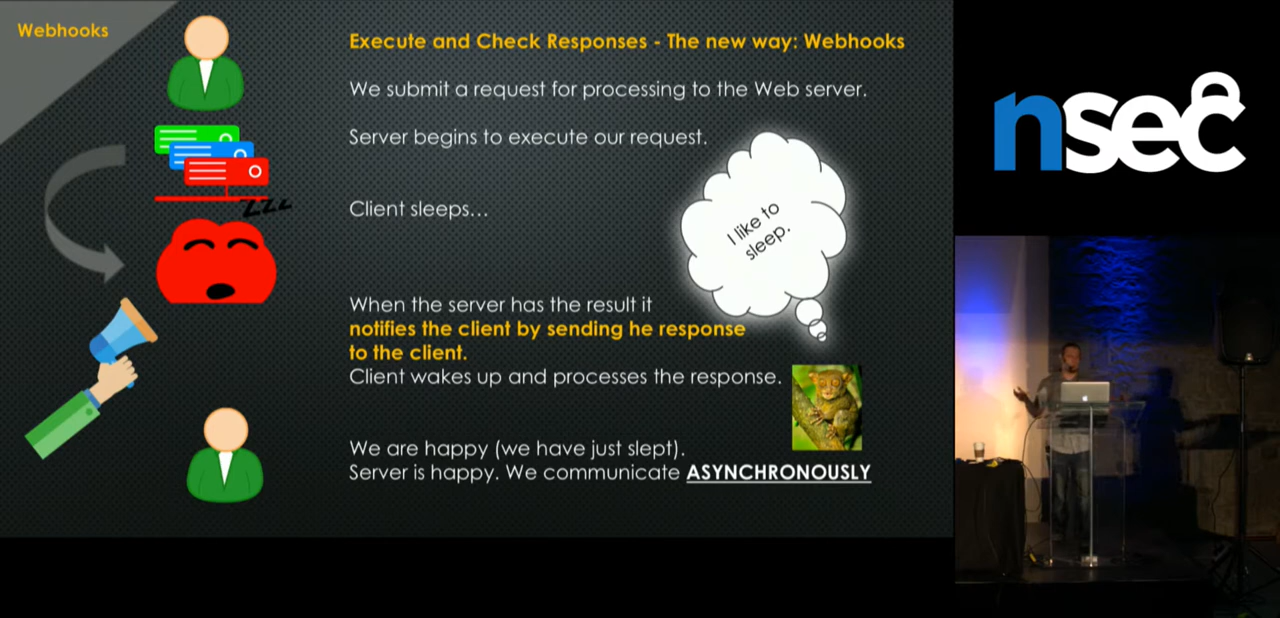 Webhooks
Execute and Check Responses - The new way: Webhooks
We submit a request for processing to the Web server.
Server begins to execute our request.
zzz
Client sleeps...
I like to
sleep.
When the server has the result it
notifies the client by sending he response
to the client.
Client wakes up and processes the response.
We are happy (we have just slept).
Server is happy. We communicate ASYNCHRONOUSLY
nsec